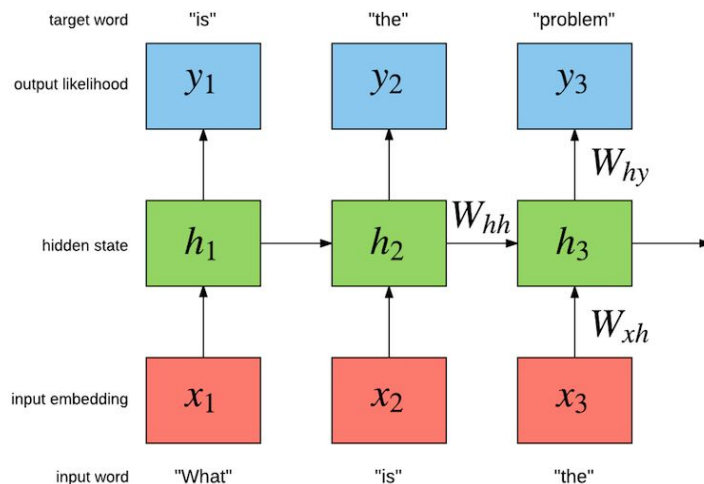 target word "is" "the" "problem"
output likelihood y₁ y₂ y₃
W_hy
hidden state h₁ h₂ W_hh h₃
W_xh
input embedding x₁ x₂ x₃
input word "What" "is" "the"